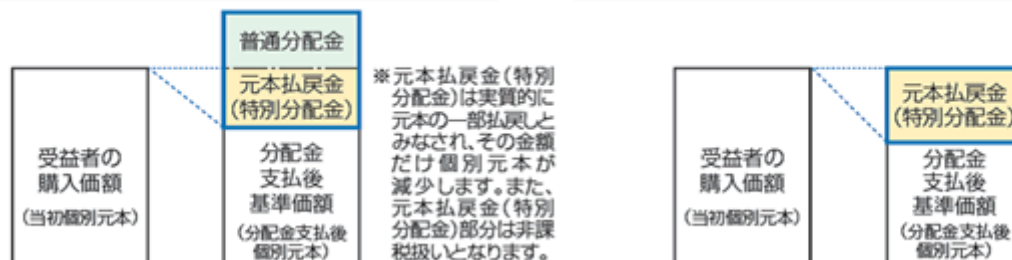 普通分配金
元本払戻金
(特別分配金)
受益者の
購入価額
(当初個別元本)
分配金
支払後
基準価額
(分配金支払後
個別元本)
※元本払戻金(特別
分配金)は実質的に
元本の一部払戻しと
みなされ、その金額
だけ個別元本が
減少します。また、
元本払戻金(特別
分配金)部分は非課
税扱いとなります。
受益者の
購入価額
(当初個別元本)
元本払戻金
(特別分配金)
分配金
支払後
基準価額
(分配金支払後
個別元本)